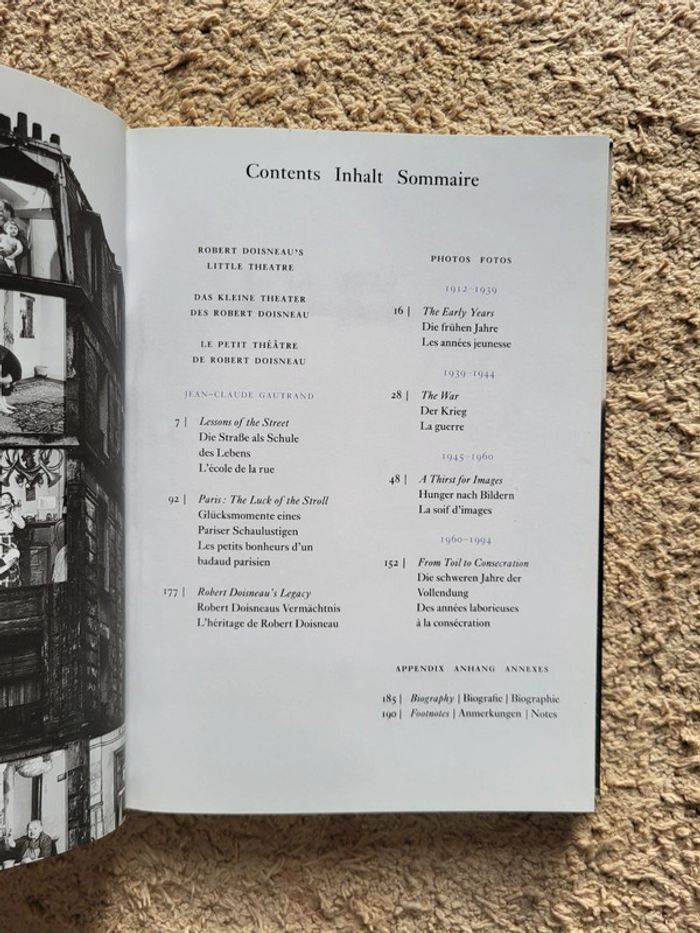 Contents Inhalt Sommaire
ROBERT DOISNEAU'S
LITTLE THEATRE
DAS KLEINE THEATER
DES ROBERT DOISNEAU
LE PETIT THÉÂTRE
DE ROBERT DOISNEAU
JEAN-CLAUDE GAUTRAND
7 | Lessons of the Street
Die Straße als Schule
des Lebens
L'école de la rue
92 | Paris: The Luck of the Stroll
Glücksmomente eines
Pariser Schaulustigen
Les petits bonheurs d'un
badaud parisien
177 | Robert Doisneau's Legacy
Robert Doisneaus Vermächtnis
L'héritage de Robert Doisneau
PHOTOS FOTOS
1912–1939
16 | The Early Years
Die frühen Jahre
Les années jeunesse
1939–1944
28 | The War
Der Krieg
La guerre
1945–1960
48 | A Thirst for Images
Hunger nach Bildern
La soif d'images
1960–1994
152 | From Toil to Consecration
Die schweren Jahre der
Vollendung
Des années laborieuses
à la consécration
APPENDIX ANHANG ANNEXES
185 | Biography | Biografie | Biographie
190 | Footnotes | Anmerkungen | Notes